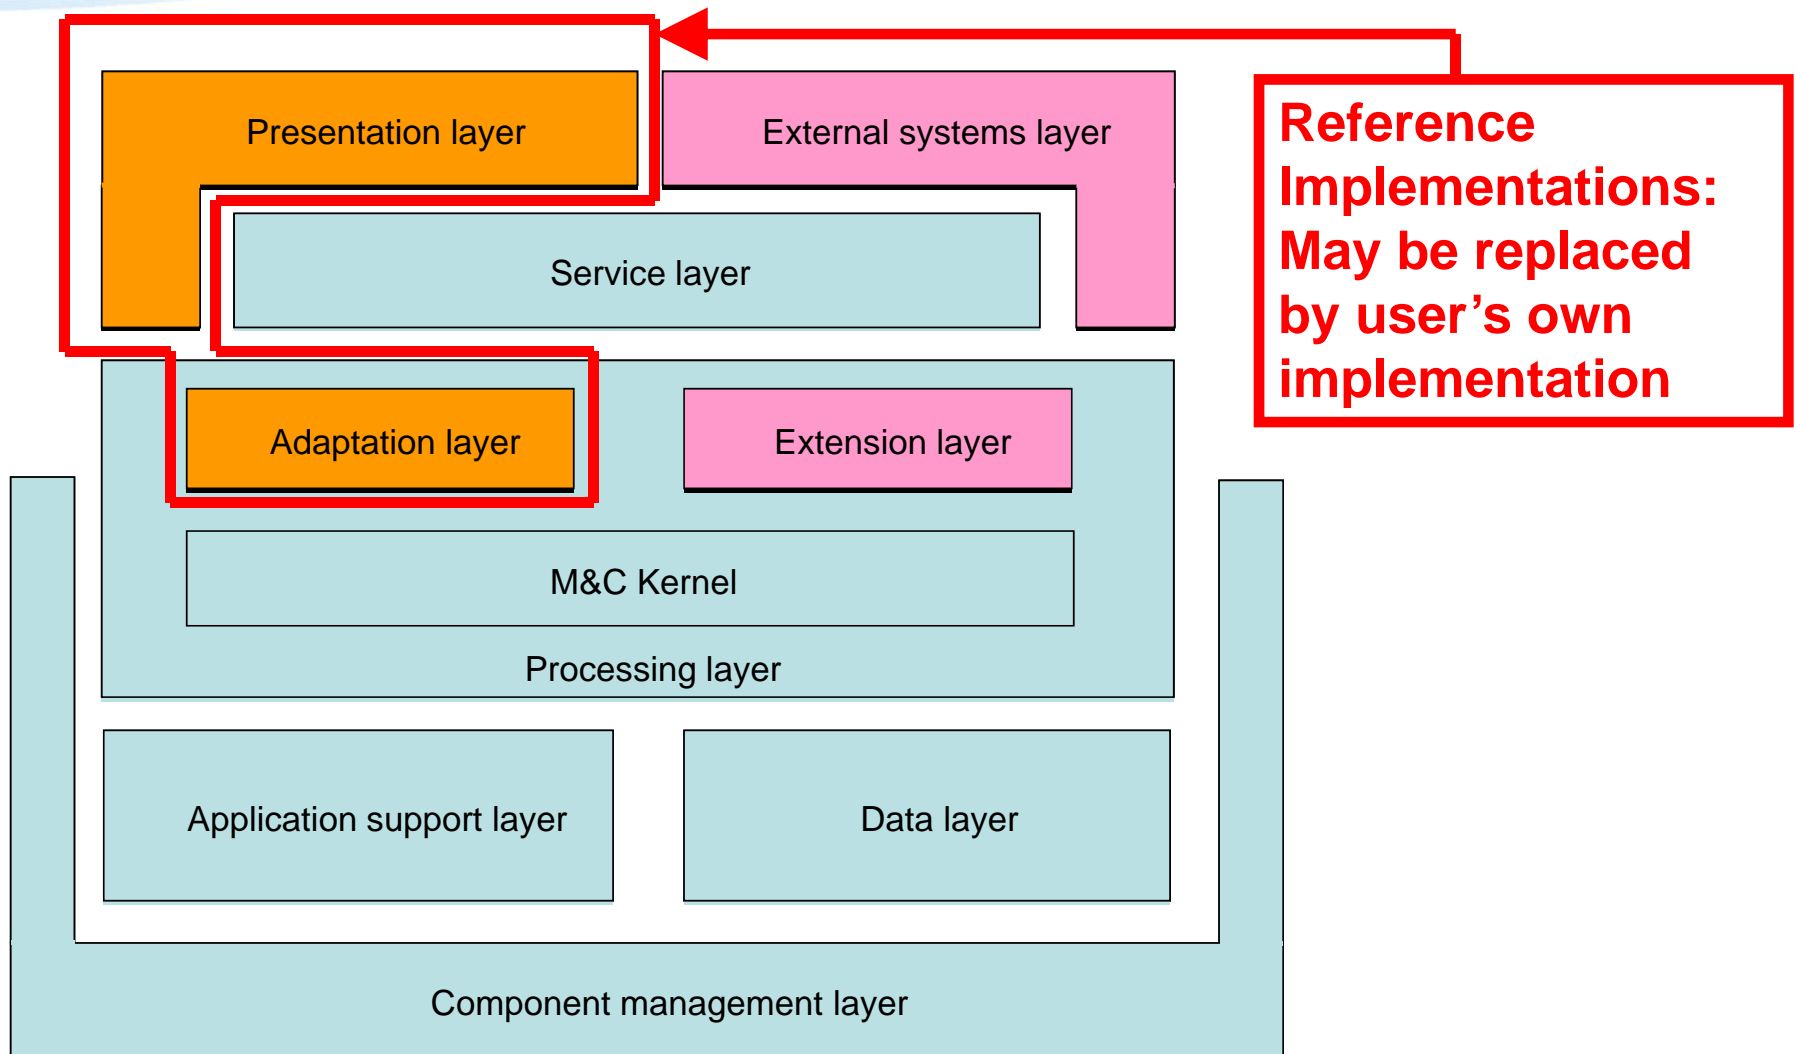 Presentation layer
External systems layer
Reference
Implementations:
May be replaced
by user’s own
implementation
Service layer
Adaptation layer
Extension layer
M&C Kernel
Processing layer
Application support layer
Data layer
Component management layer